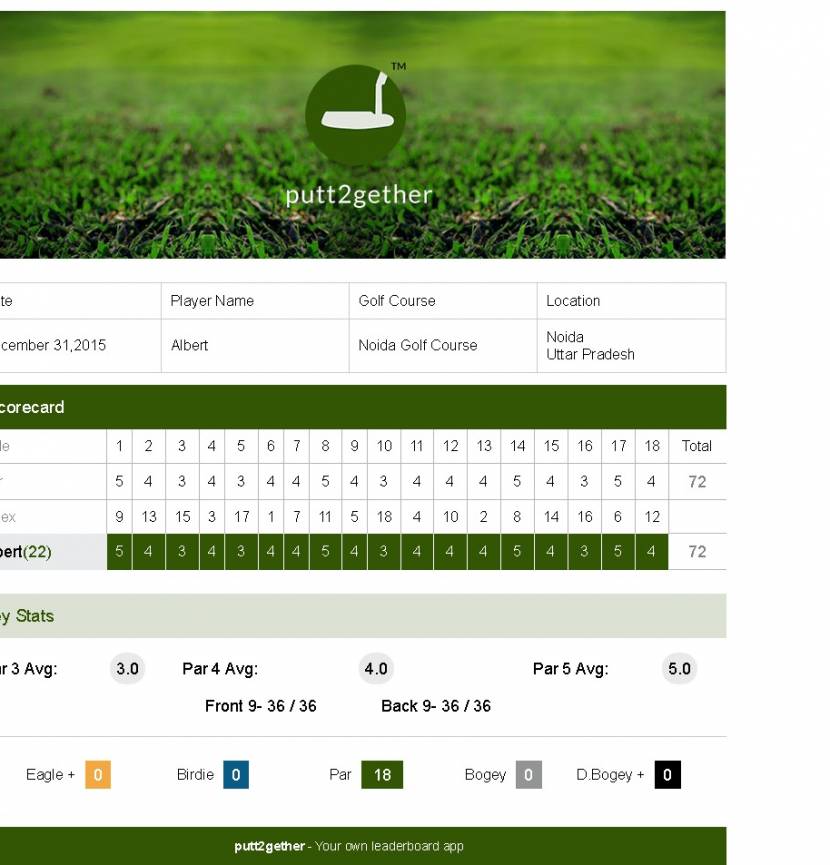 TM
putt2gether
te Player Name Golf Course Location
cember 31,2015 Albert Noida Golf Course Noida
Uttar Pradesh
corecard
le 1 2 3 4 5 6 7 8 9 10 11 12 13 14 15 16 17 18 Total
r 5 4 3 4 3 4 4 5 4 3 4 4 4 5 4 3 5 4 72
ex 9 13 15 3 17 1 7 11 5 18 4 10 2 8 14 16 6 12
bert(22) 5 4 3 4 3 4 4 5 4 3 4 4 4 5 4 3 5 4 72
y Stats
r 3 Avg: 3.0 Par 4 Avg: 4.0 Par 5 Avg: 5.0
Front 9- 36 / 36 Back 9- 36 / 36
Eagle + 0 Birdie 0 Par 18 Bogey 0 D.Bogey + 0
putt2gether - Your own leaderboard app